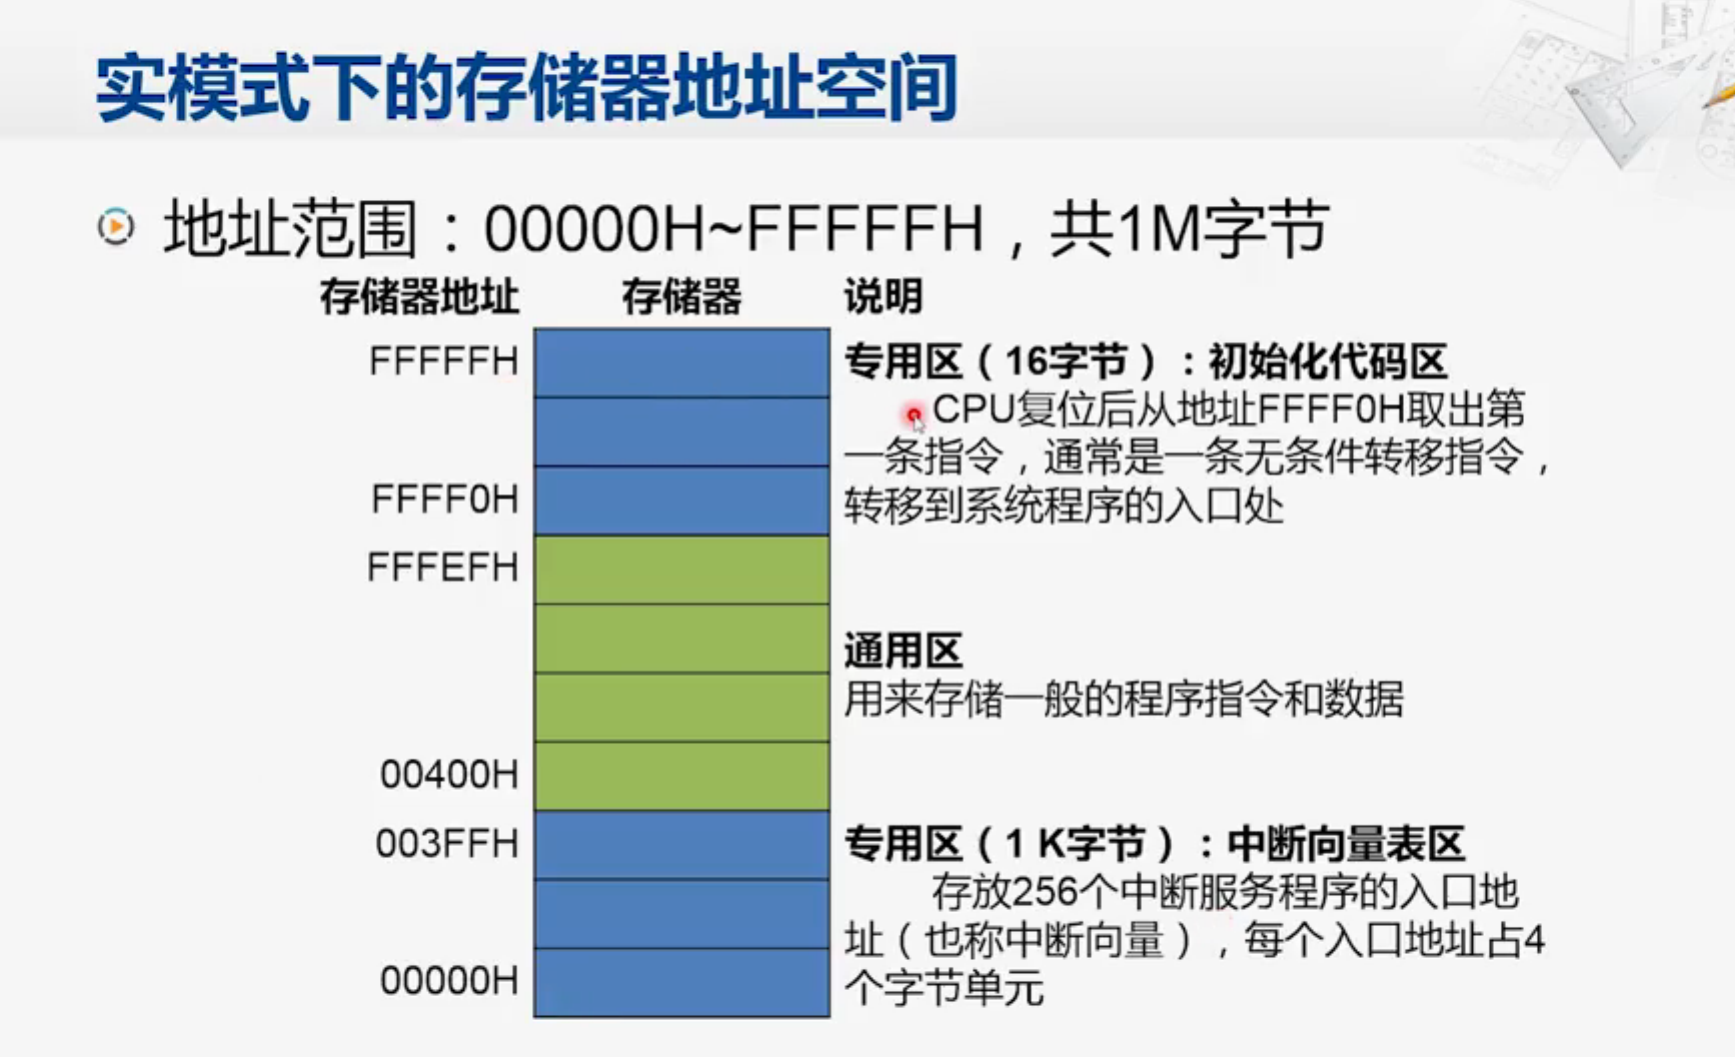 实模式下的存储器地址空间
地址范围：00000H~FFFFFH，共1M字节
存储器地址 存储器 说明
FFFFFH 专用区（16字节）：初始化代码区
CPU复位后从地址FFFF0H取出第
一条指令，通常是一条无条件转移指令，
FFFF0H 转移到系统程序的入口处
FFFEFH
通用区
用来存储一般的程序指令和数据
00400H
003FFH 专用区（1 K字节）：中断向量表区
存放256个中断服务程序的入口地
址（也称中断向量），每个入口地址占4
00000H 个字节单元